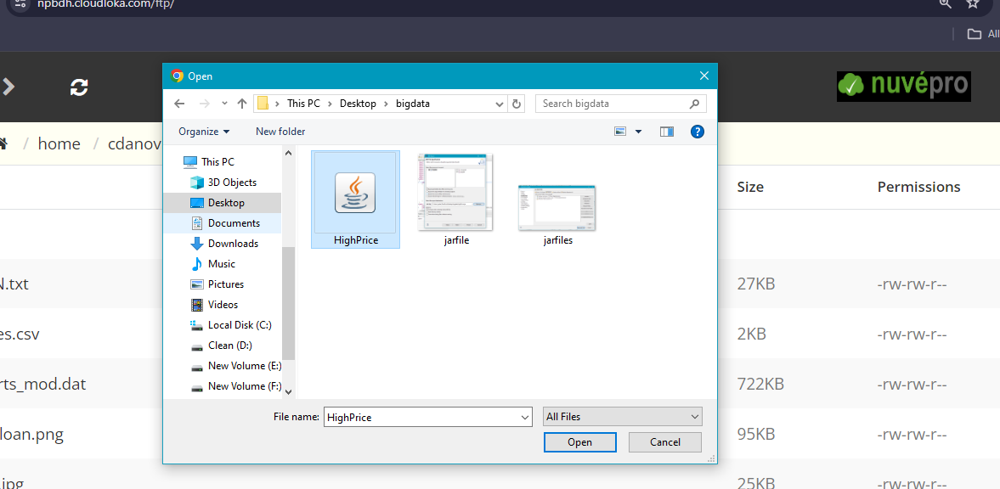 npbdh.cloudloka.com/ftp/
All
Open
nuvépro
This PC
Desktop
bigdata
Search bigdata
Organize
New folder
home / cdanov
/
This PC
3D Objects
Desktop
Documents
Downloads
Music
Pictures
Videos
Local Disk (C:)
Clean (D:)
New Volume (E:)
New Volume (F:)
HighPrice
jarfile
jarfiles
Size
Permissions
N.txt
27KB
-rw-rw-r--
es.csv
2KB
-rw-rw-r--
rts_mod.dat
722KB
-rw-rw-r--
loan.png
95KB
-rw-rw-r--
.jpg
25KB
-rw-rw-r--
File name:
HighPrice
All Files
Open
Cancel